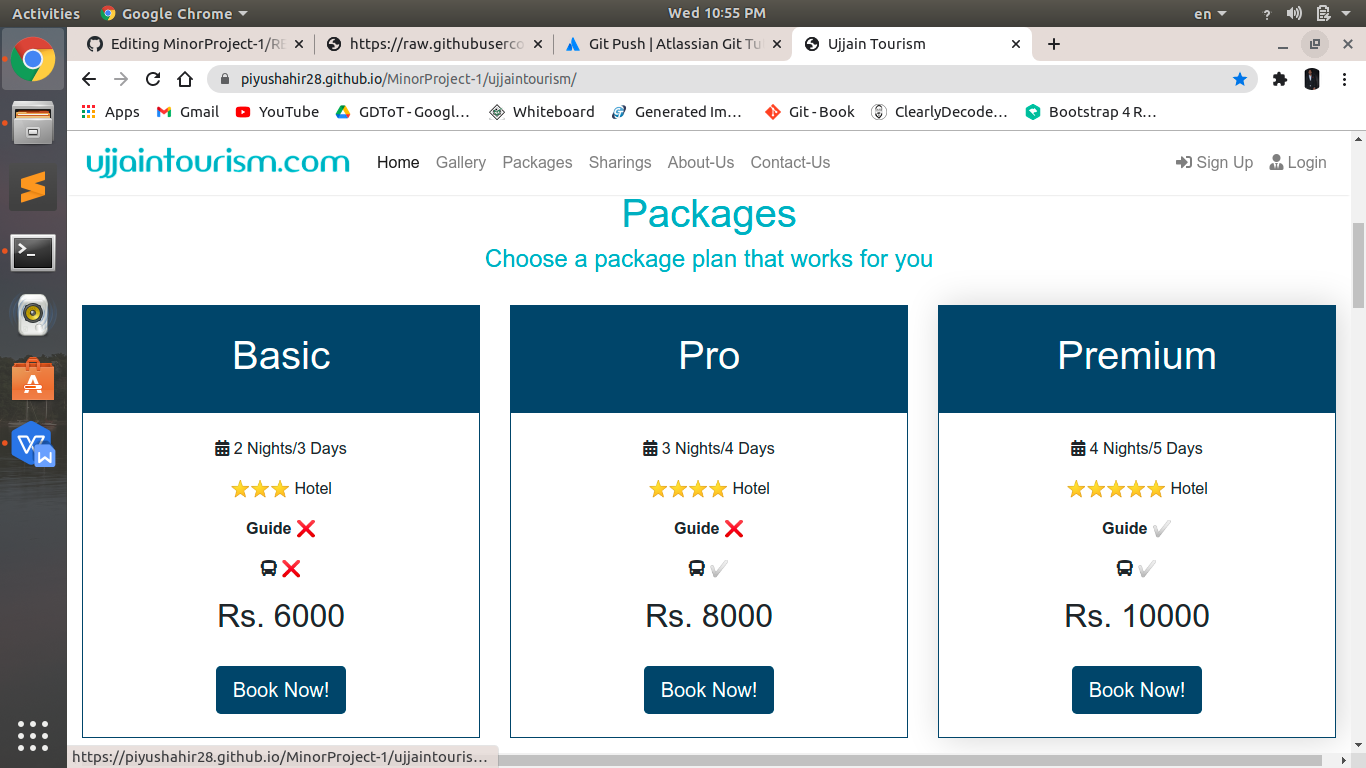 Activities Google Chrome Wed 10:55 PM en ?
Editing MinorProject-1/RE https://raw.githubuserco Git Push | Atlassian Git Tu Ujjain Tourism
piyushahir28.github.io/MinorProject-1/ujjaintourism/
Apps Gmail YouTube GDToT - Googl… Whiteboard Generated Im… Git - Book ClearlyDecode… Bootstrap 4 R…
ujjaintourism.com Home Gallery Packages Sharings About-Us Contact-Us Sign Up Login
Packages
Choose a package plan that works for you
Basic
2 Nights/3 Days
Hotel
Guide
Rs. 6000
Book Now!
Pro
3 Nights/4 Days
Hotel
Guide
Rs. 8000
Book Now!
Premium
4 Nights/5 Days
Hotel
Guide
Rs. 10000
Book Now!
https://piyushahir28.github.io/MinorProject-1/ujjaintouris…